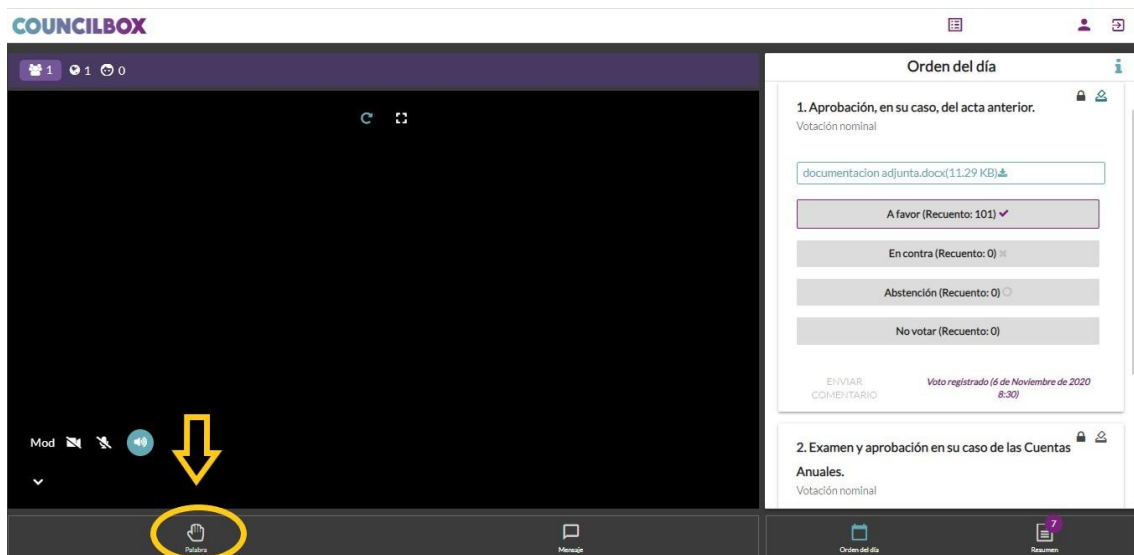 COUNCILBOX
1 1 0
Mod
Palabra
Mensaje
Orden del día
1. Aprobación, en su caso, del acta anterior.
Votación nominal
documentacion adjunta.docx(11.29 KB)
A favor (Recuento: 101)
En contra (Recuento: 0)
Abstención (Recuento: 0)
No votar (Recuento: 0)
ENVIAR
COMENTARIO
Voto registrado (6 de Noviembre de 2020
8:30)
2. Examen y aprobación en su caso de las Cuentas
Anuales.
Votación nominal
Orden del día
7
Resumen